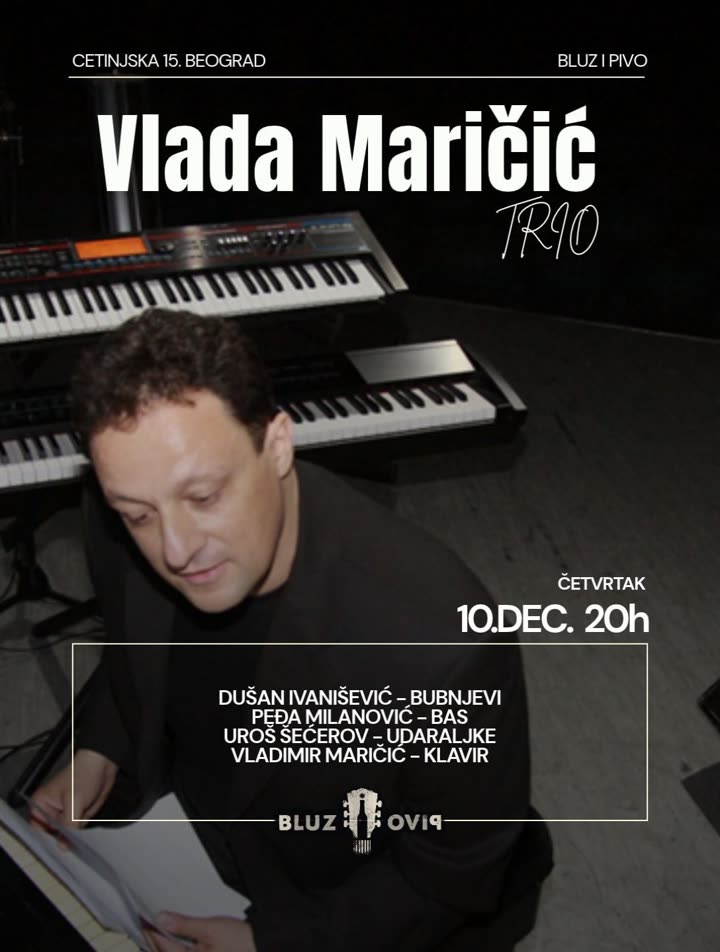 CETINJSKA 15. BEOGRAD
BLUZ I PIVO
Vlada Maričić
TRIO
ČETVRTAK
10.DEC. 20h
DUŠAN IVANIŠEVIĆ – BUBNJEVI
PEĐA MILANOVIĆ – BAS
UROŠ ŠEĆEROV – UDARALJKE
VLADIMIR MARIČIĆ – KLAVIR
BLUZ I PIVO